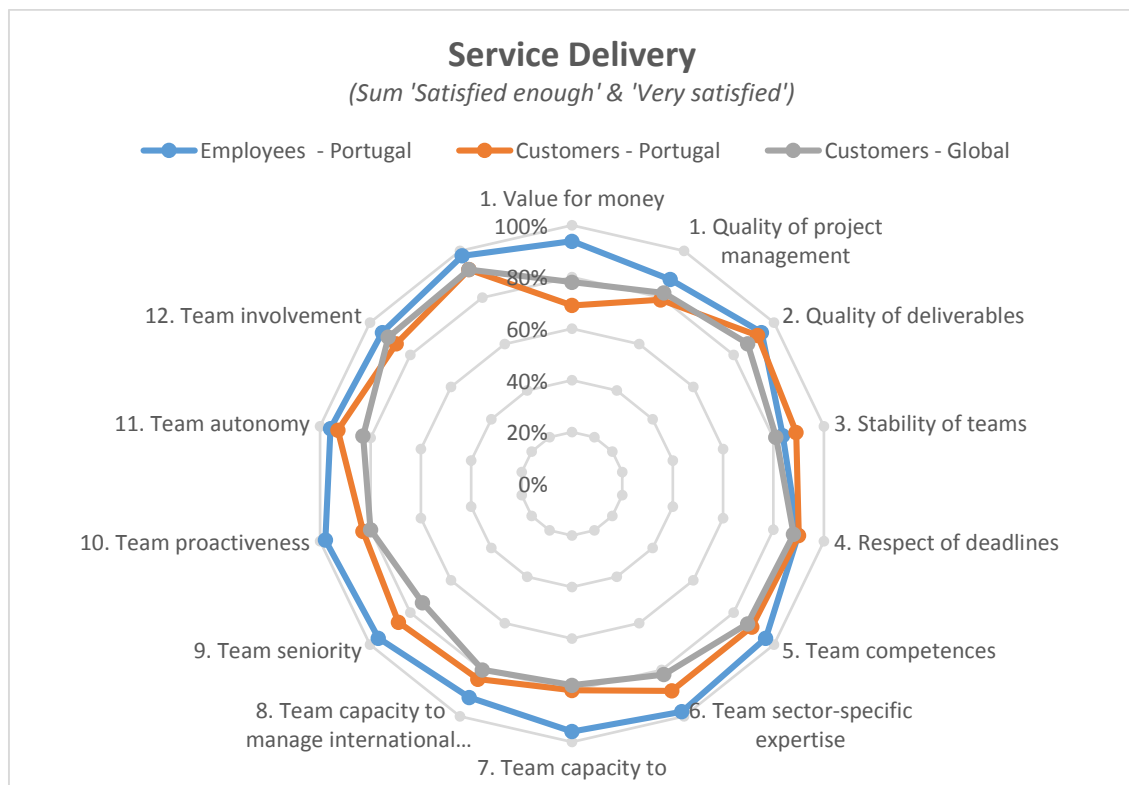 Service Delivery
(Sum 'Satisfied enough' & 'Very satisfied')
Employees - Portugal
Customers - Portugal
Customers - Global
1. Value for money
100%
80%
60%
40%
20%
0%
1. Quality of project
management
2. Quality of deliverables
3. Stability of teams
4. Respect of deadlines
5. Team competences
6. Team sector-specific
expertise
7. Team capacity to
8. Team capacity to
manage international...
9. Team seniority
10. Team proactiveness
11. Team autonomy
12. Team involvement